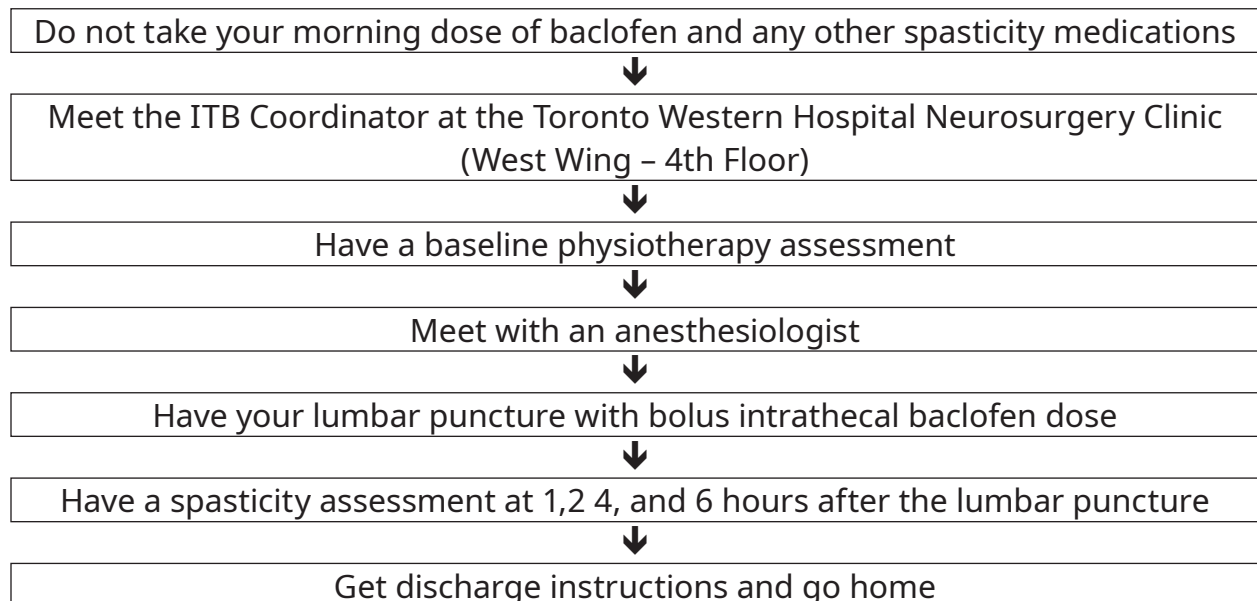 Do not take your morning dose of baclofen and any other spasticity medications
Meet the ITB Coordinator at the Toronto Western Hospital Neurosurgery Clinic
(West Wing – 4th Floor)
Have a baseline physiotherapy assessment
Meet with an anesthesiologist
Have your lumbar puncture with bolus intrathecal baclofen dose
Have a spasticity assessment at 1,2 4, and 6 hours after the lumbar puncture
Get discharge instructions and go home